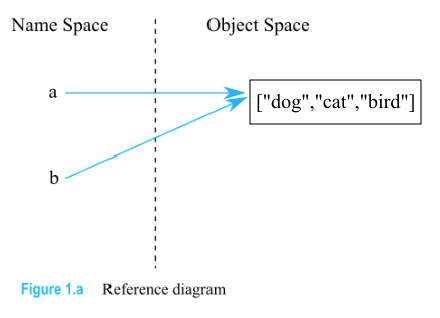 Name Space Object Space
a
["dog","cat","bird"]
b
Figure 1.a Reference diagram